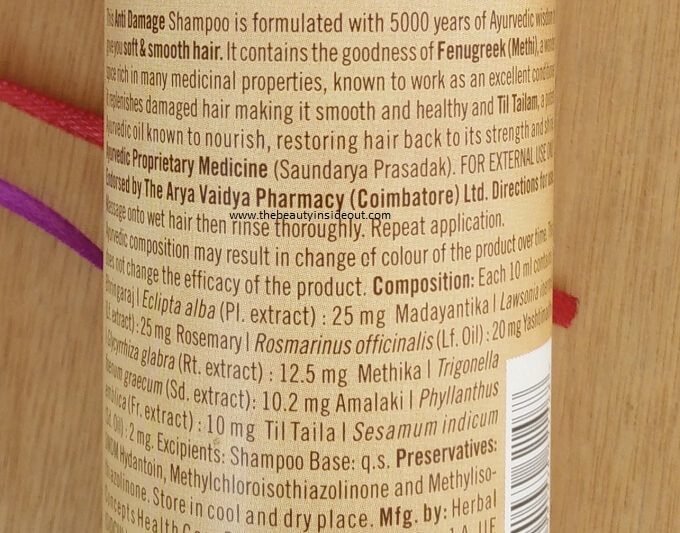 This Anti Damage Shampoo is formulated with 5000 years of Ayurvedic wisdom
give you soft & smooth hair. It contains the goodness of Fenugreek (Methi), a
spice rich in many medicinal properties, known to work as an excellent
It replenishes damaged hair making it smooth and healthy and Til Tailam, a
Ayurvedic oil known to nourish, restoring hair back to its strength and
Ayurvedic Proprietary Medicine (Saundarya Prasadak). FOR EXTERNAL USE
Endorsed by The Arya Vaidya Pharmacy (Coimbatore) Ltd. Directions for
www.thebeautyinsideout.com
Massage onto wet hair then rinse thoroughly. Repeat application.
Ayurvedic composition may result in change of colour of the product over time.
does not change the efficacy of the product. Composition: Each 10 ml
Bhringaraj | Eclipta alba (Pl. extract) : 25 mg Madayantika | Lawsonia
extract) : 25 mg Rosemary | Rosmarinus officinalis (Lf. Oil) : 20 mg
| Glycyrrhiza glabra (Rt. extract) : 12.5 mg Methika | Trigonella
foenum graecum (Sd. extract): 10.2 mg Amalaki | Phyllanthus
emblica (Fr. extract) : 10 mg Til Taila | Sesamum indicum
(Sd. Oil) : 2 mg. Excipients: Shampoo Base: q.s. Preservatives:
Hydantoin, Methylchloroisothiazolinone and Methyliso-
thiazolinone. Store in cool and dry place. Mfg. by: Herbal
Concepts Health